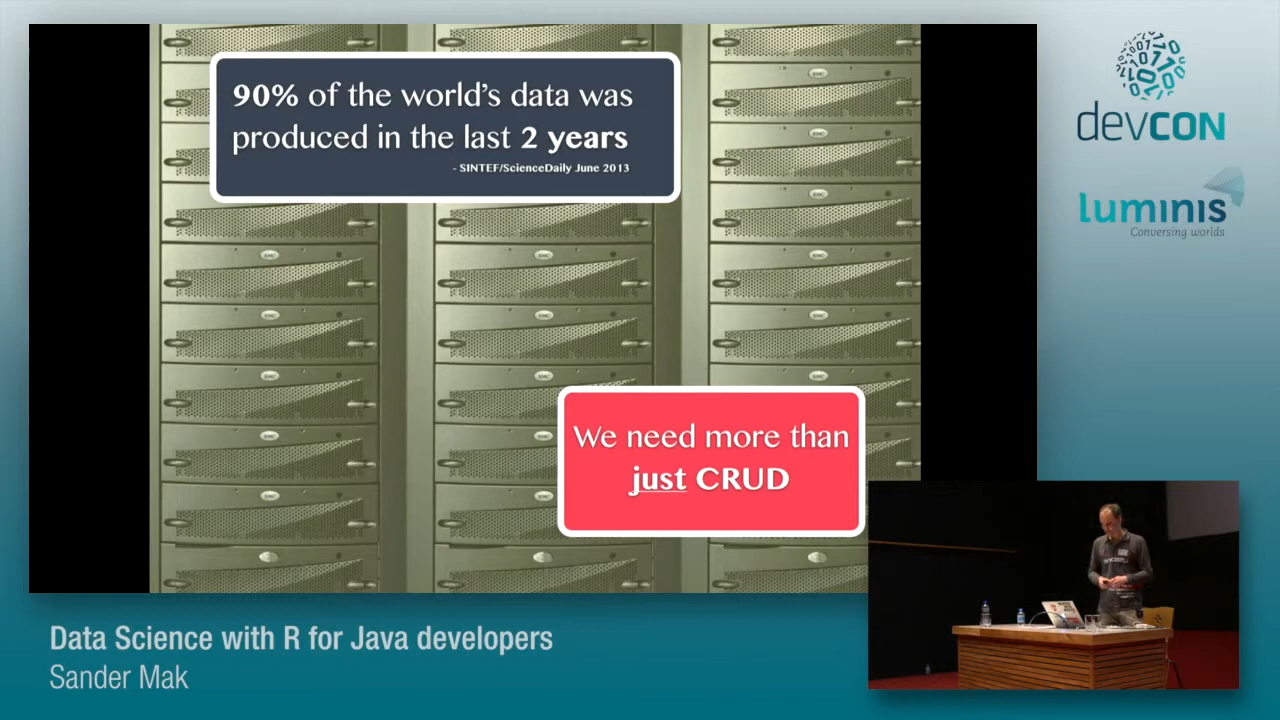 90% of the world's data was
produced in the last 2 years
- SINTEF/ScienceDaily June 2013
We need more than
just CRUD
devcon
luminis
Conversing worlds
Data Science with R for Java developers
Sander Mak